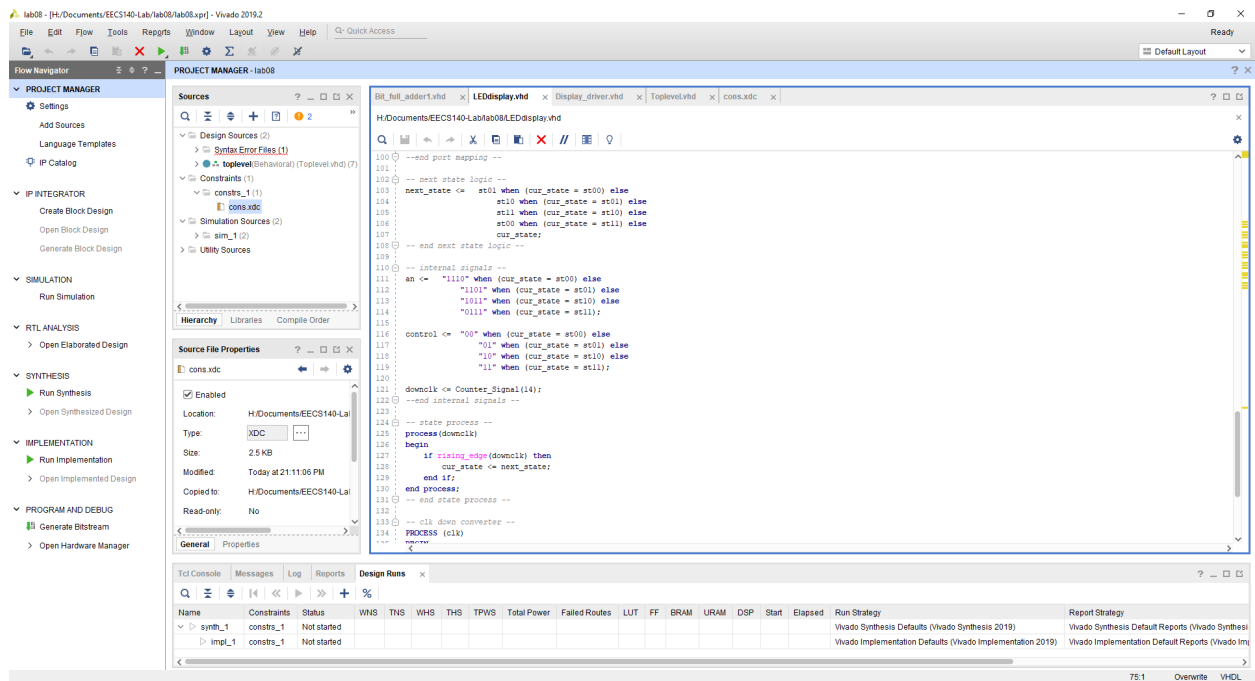 lab08 - [H:/Documents/EECS140-Lab/lab08/lab08.xpr] - Vivado 2019.2
File Edit Flow Tools Reports Window Layout View Help Quick Access
Ready
Default Layout
Flow Navigator
PROJECT MANAGER
Settings
Add Sources
Language Templates
IP Catalog
IP INTEGRATOR
Create Block Design
Open Block Design
Generate Block Design
SIMULATION
Run Simulation
RTL ANALYSIS
Open Elaborated Design
SYNTHESIS
Run Synthesis
Open Synthesized Design
IMPLEMENTATION
Run Implementation
Open Implemented Design
PROGRAM AND DEBUG
Generate Bitstream
Open Hardware Manager
PROJECT MANAGER - lab08
Sources
2
Design Sources (2)
Syntax Error Files (1)
toplevel(Behavioral) (Toplevel.vhd) (7)
Constraints (1)
constrs_1 (1)
cons.xdc
Simulation Sources (2)
sim_1 (2)
Utility Sources
Hierarchy Libraries Compile Order
Source File Properties
cons.xdc
Enabled
Location: H:/Documents/EECS140-Lal
Type: XDC
Size: 2.5 KB
Modified: Today at 21:11:06 PM
Copied to: H:/Documents/EECS140-Lal
Read-only: No
General Properties
Bit_full_adder1.vhd LEDdisplay.vhd Display_driver.vhd Toplevel.vhd cons.xdc
H:/Documents/EECS140-Lab/lab08/LEDdisplay.vhd
100 --end port mapping --
101
102 -- next state logic --
103 next_state <= st01 when (cur_state = st00) else
104 st10 when (cur_state = st01) else
105 st11 when (cur_state = st10) else
106 st00 when (cur_state = st11) else
107 cur_state;
108 -- end next state logic --
109
110 -- internal signals --
111 an <= "1110" when (cur_state = st00) else
112 "1101" when (cur_state = st01) else
113 "1011" when (cur_state = st10) else
114 "0111" when (cur_state = st11);
115
116 control <= "00" when (cur_state = st00) else
117 "01" when (cur_state = st01) else
118 "10" when (cur_state = st10) else
119 "11" when (cur_state = st11);
120
121 downclk <= Counter_Signal(14);
122 --end internal signals --
123
124 -- state process --
125 process(downclk)
126 begin
127 if rising_edge(downclk) then
128 cur_state <= next_state;
129 end if;
130 end process;
131 -- end state process --
132
133 -- clk down converter --
134 PROCESS (clk)
Tcl Console Messages Log Reports Design Runs
Name Constraints Status WNS TNS WHS THS TPWS Total Power Failed Routes LUT FF BRAM URAM DSP Start Elapsed Run Strategy Report Strategy
synth_1 constrs_1 Not started Vivado Synthesis Defaults (Vivado Synthesis 2019) Vivado Synthesis Default Reports (Vivado Synthesi
impl_1 constrs_1 Not started Vivado Implementation Defaults (Vivado Implementation 2019) Vivado Implementation Default Reports (Vivado Im
75:1 Overwrite VHDL